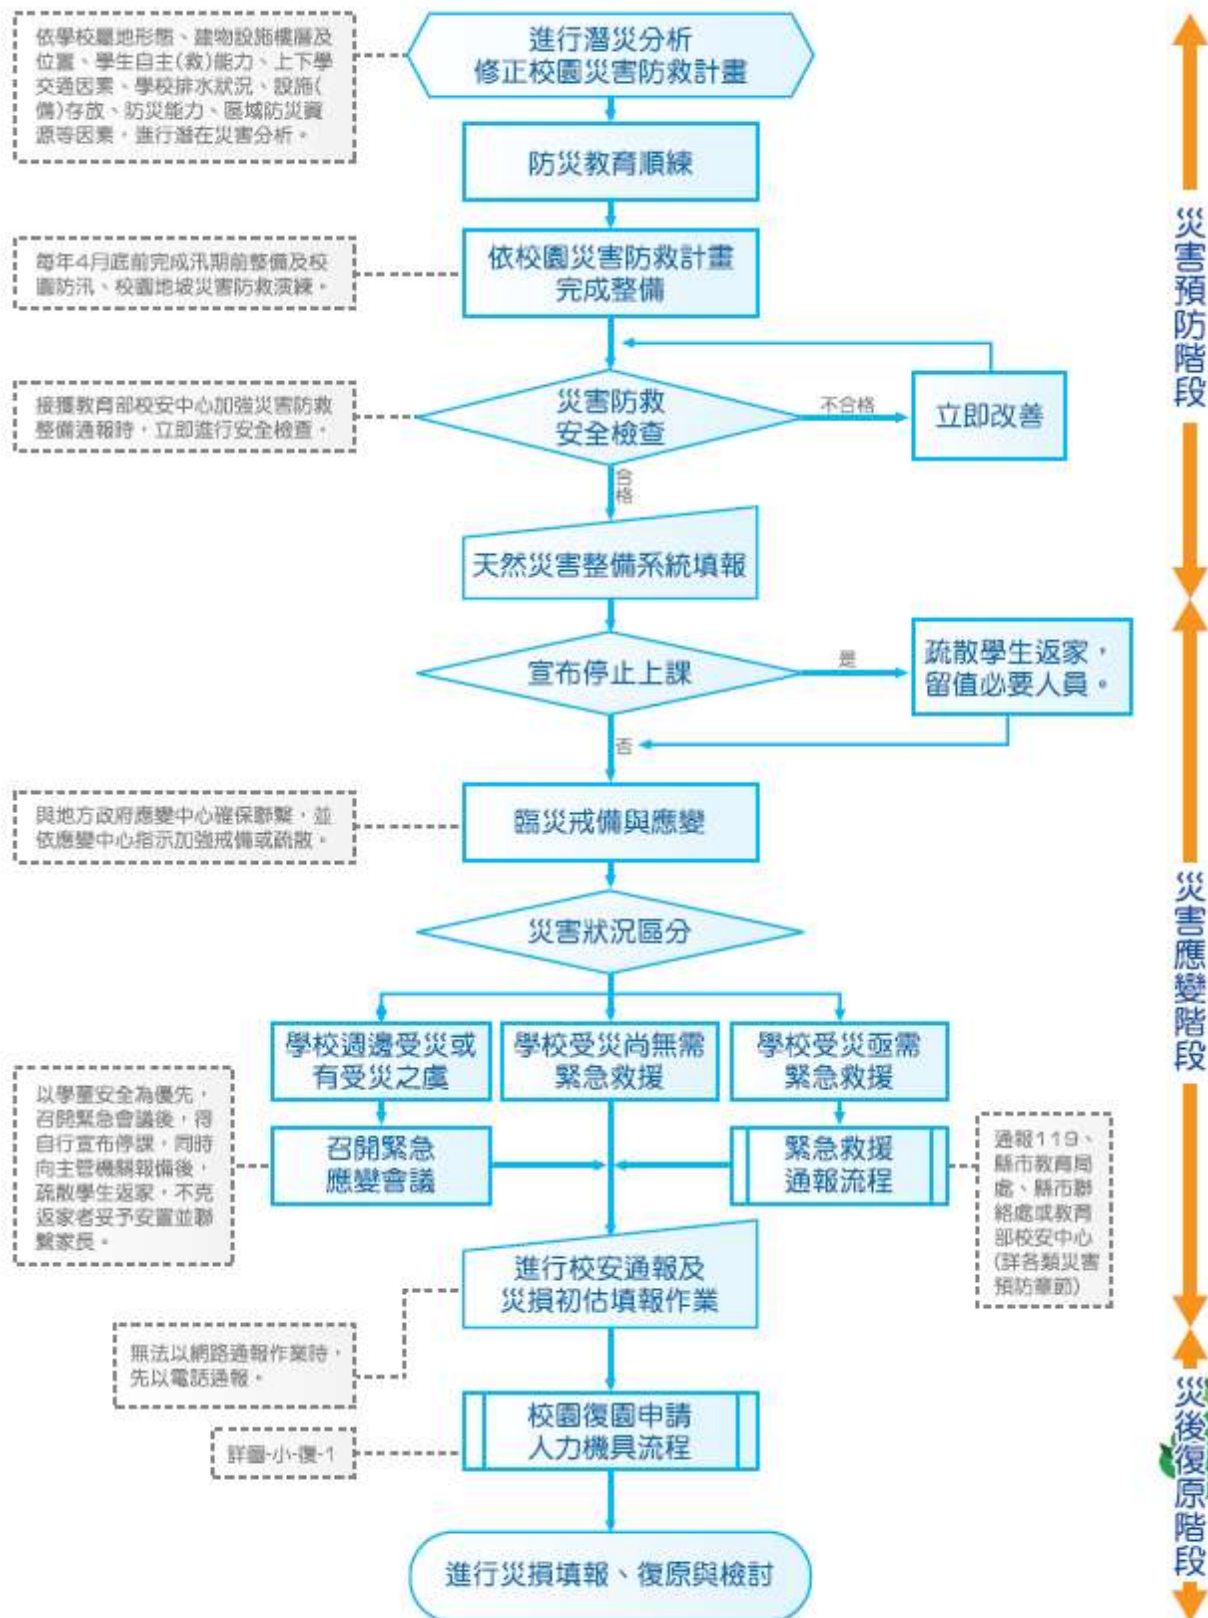 依學校屬地形態、建物設施樓層及
位置、學生自主(救)能力、上下學
交通因素、學校排水狀況、設施(
備)存放、防災能力、區域防災資
源等因素，進行潛在災害分析。
進行潛災分析
修正校園災害防救計畫
防災教育順練
每年4月底前完成汛期前整備及校
園防汛、校園地坡災害防救演練。
依校園災害防救計畫
完成整備
接獲教育部校安中心加強災害防救
整備通報時，立即進行安全檢查。
災害防救
安全檢查
不合格
立即改善
合格
天然災害整備系統填報
災害預防階段
宣布停止上課
是
疏散學生返家，
留值必要人員。
否
與地方政府應變中心確保聯繫，並
依應變中心指示加強戒備或疏散。
臨災戒備與應變
災害狀況區分
學校週邊受災或
有受災之虞
學校受災尚無需
緊急救援
學校受災亟需
緊急救援
以學童安全為優先，
召開緊急會議後，得
自行宣布停課，同時
向主管機關報備後，
疏散學生返家，不克
返家者妥予安置並聯
繫家長。
召開緊急
應變會議
緊急救援
通報流程
通報119、
縣市教育局
處、縣市聯
絡處或教育
部校安中心
(詳各類災害
預防章節)
進行校安通報及
災損初估填報作業
災害應變階段
無法以網路通報作業時，
先以電話通報。
校園復園申請
人力機具流程
詳圖-小-復-1
進行災損填報、復原與檢討
災後復原階段